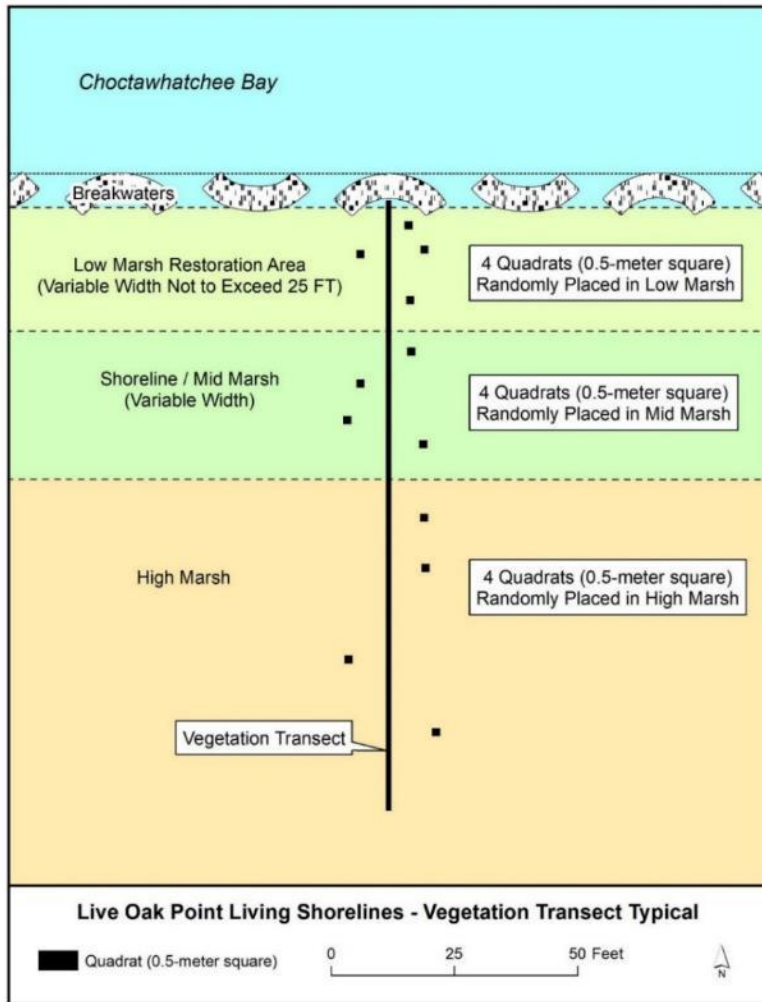 Choctawhatchee Bay
Breakwaters
Low Marsh Restoration Area
(Variable Width Not to Exceed 25 FT)
4 Quadrats (0.5-meter square)
Randomly Placed in Low Marsh
Shoreline / Mid Marsh
(Variable Width)
4 Quadrats (0.5-meter square)
Randomly Placed in Mid Marsh
High Marsh
4 Quadrats (0.5-meter square)
Randomly Placed in High Marsh
Vegetation Transect
Live Oak Point Living Shorelines - Vegetation Transect Typical
Quadrat (0.5-meter square)
0 25 50 Feet
N